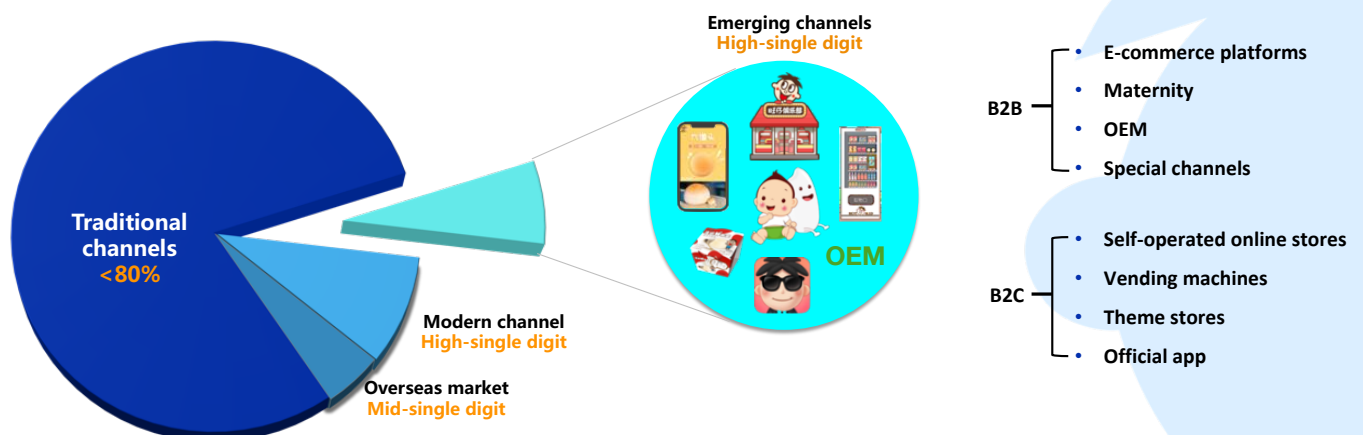 Traditional
channels
<80%
Modern channel
High-single digit
Overseas market
Mid-single digit
Emerging channels
High-single digit
OEM
B2B
• E-commerce platforms
• Maternity
• OEM
• Special channels
B2C
• Self-operated online stores
• Vending machines
• Theme stores
• Official app